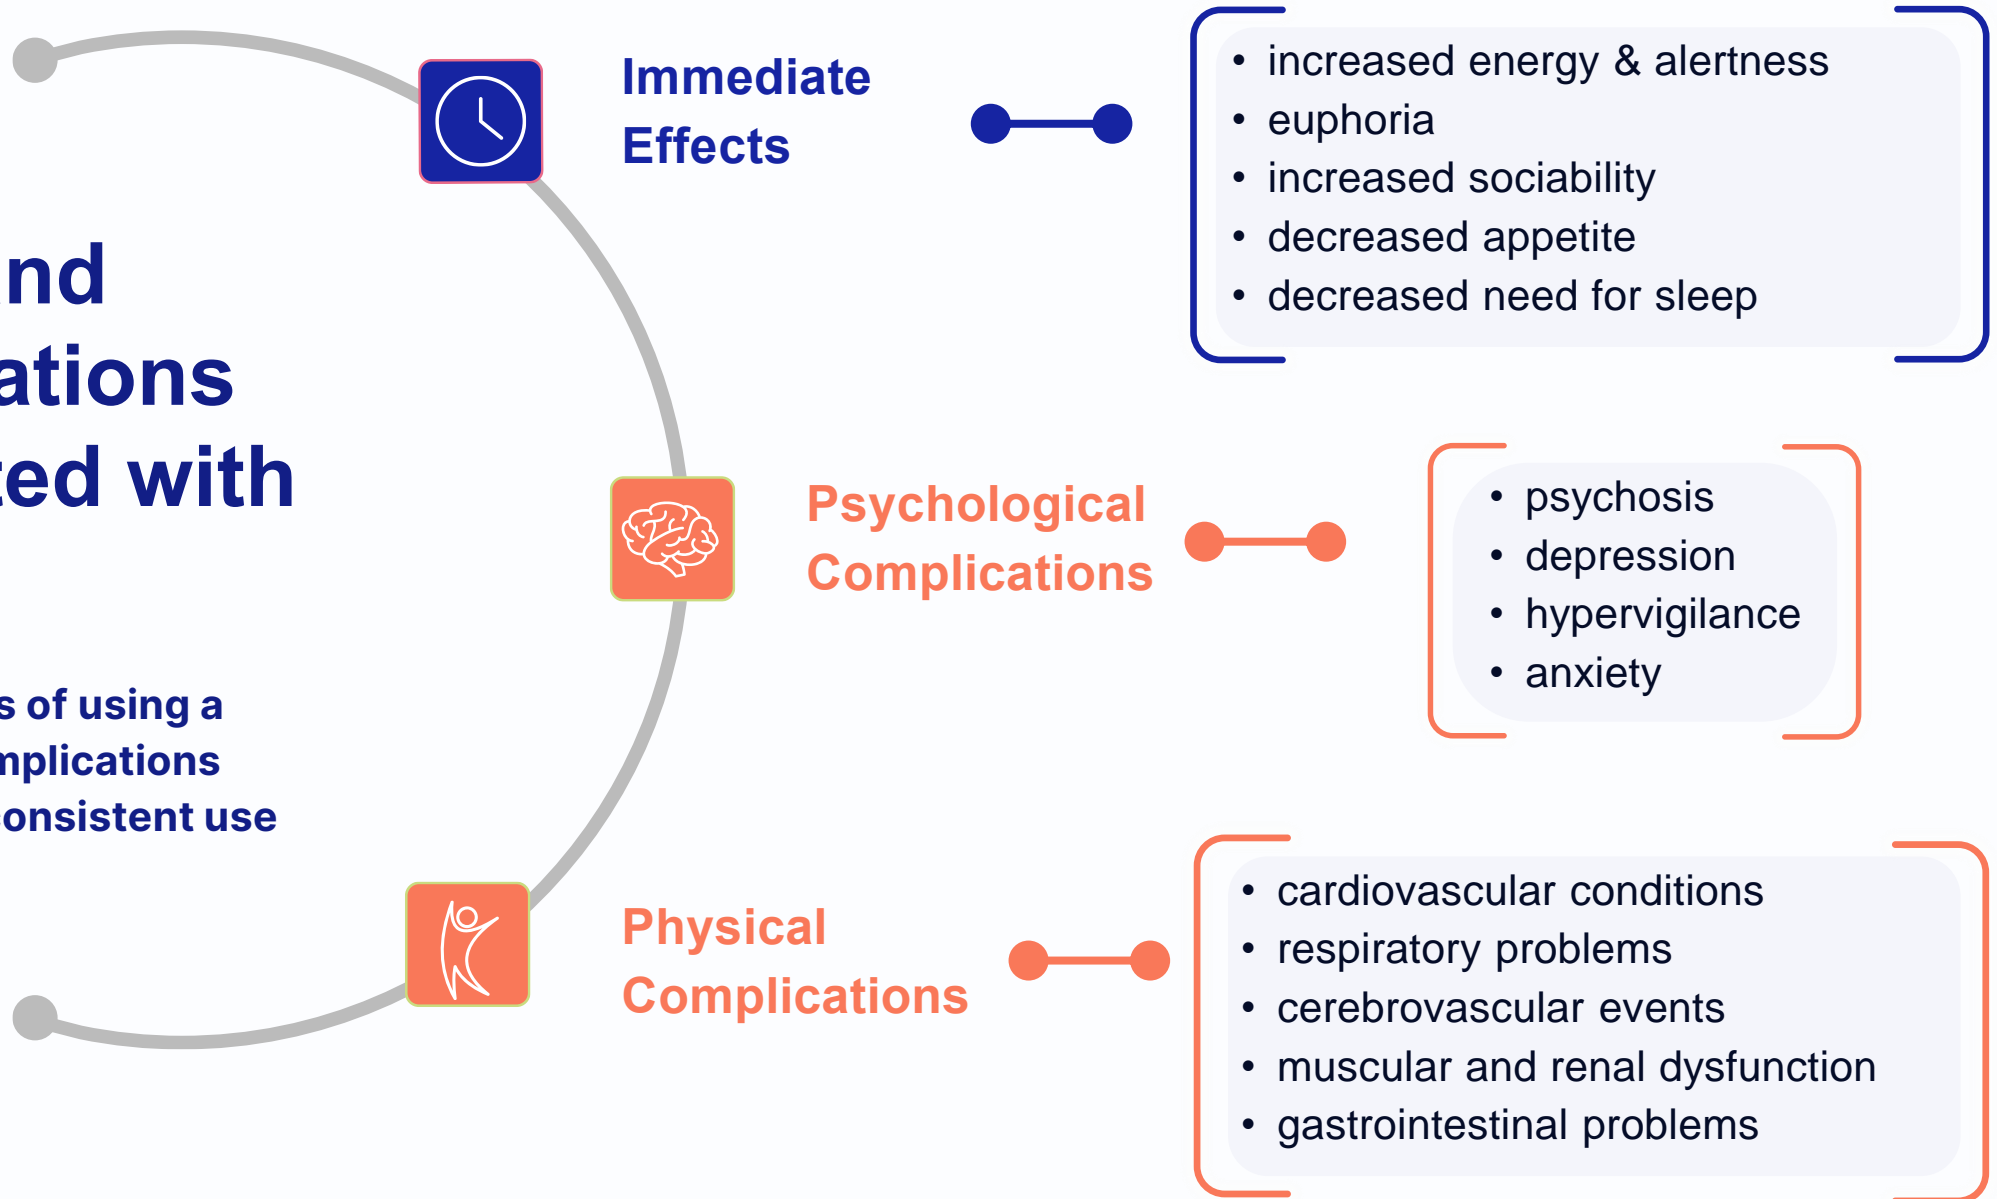 nd
ations
ted with
s of using a
mplications
consistent use
Immediate
Effects
• increased energy & alertness
• euphoria
• increased sociability
• decreased appetite
• decreased need for sleep
Psychological
Complications
• psychosis
• depression
• hypervigilance
• anxiety
Physical
Complications
• cardiovascular conditions
• respiratory problems
• cerebrovascular events
• muscular and renal dysfunction
• gastrointestinal problems